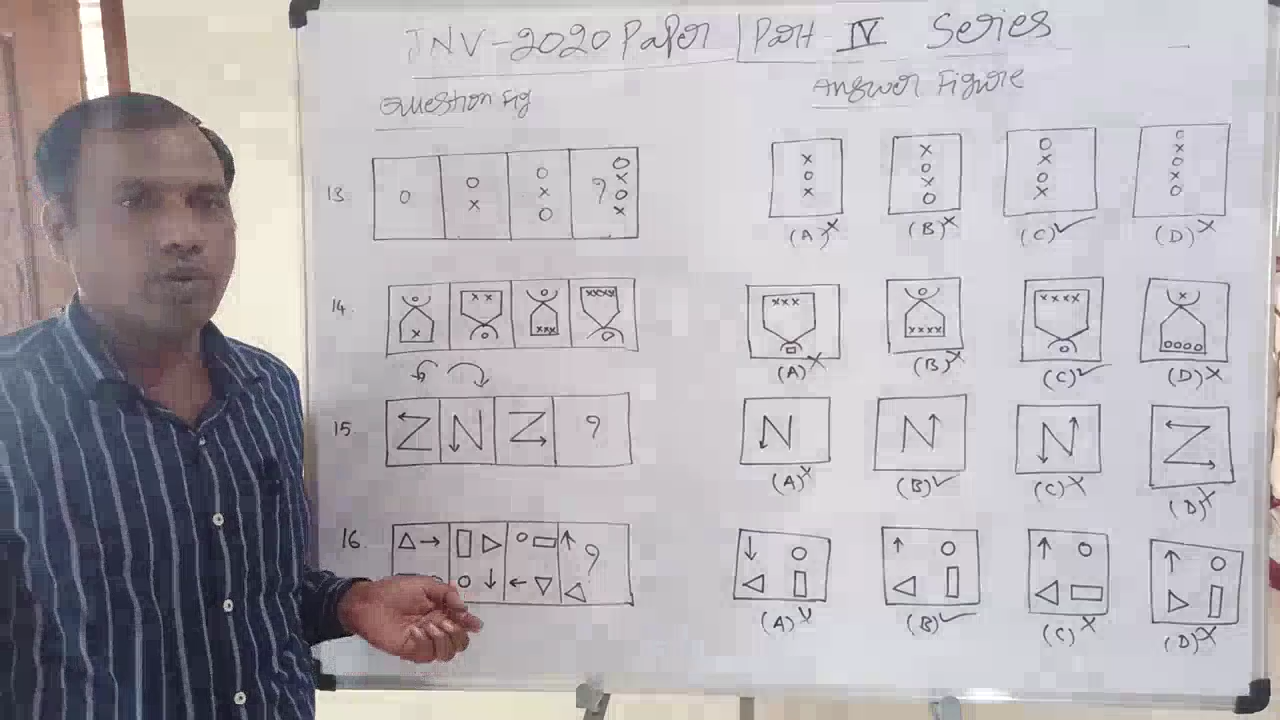 JNV-2020 Paper | Part IV Series
Question Fig
Answer Figure
13.
?
(A) x
(B) x
(C) ✓
(D) x
14.
(A) x
(B) x
(C) ✓
(D) x
15.
Z N Z ?
N N N Z
(A) x
(B) ✓
(C) x
(D) x
16.
?
(A) x
(B) ✓
(C) x
(D) x